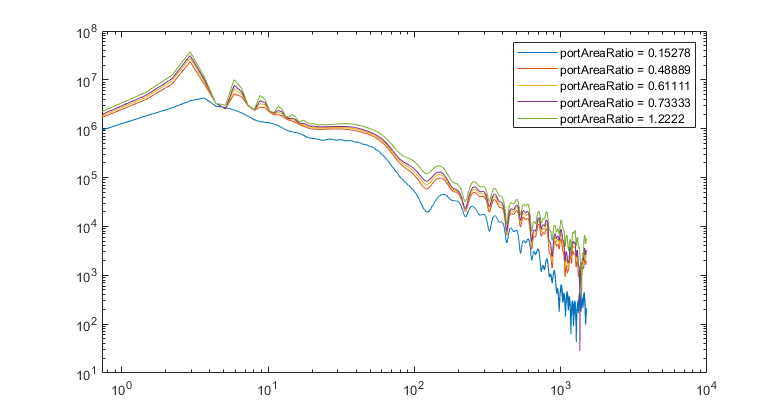 10^8
10^7
10^6
10^5
10^4
10^3
10^2
10^1
10^0
10^1
10^2
10^3
10^4
portAreaRatio = 0.15278
portAreaRatio = 0.48889
portAreaRatio = 0.61111
portAreaRatio = 0.73333
portAreaRatio = 1.2222